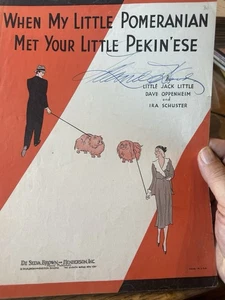 WHEN MY LITTLE POMERANIAN
MET YOUR LITTLE PEKIN'ESE
LITTLE JACK LITTLE
DAVE OPPENHEIM
and
IRA SCHUSTER
DE SYLVA, BROWN AND HENDERSON, INC.